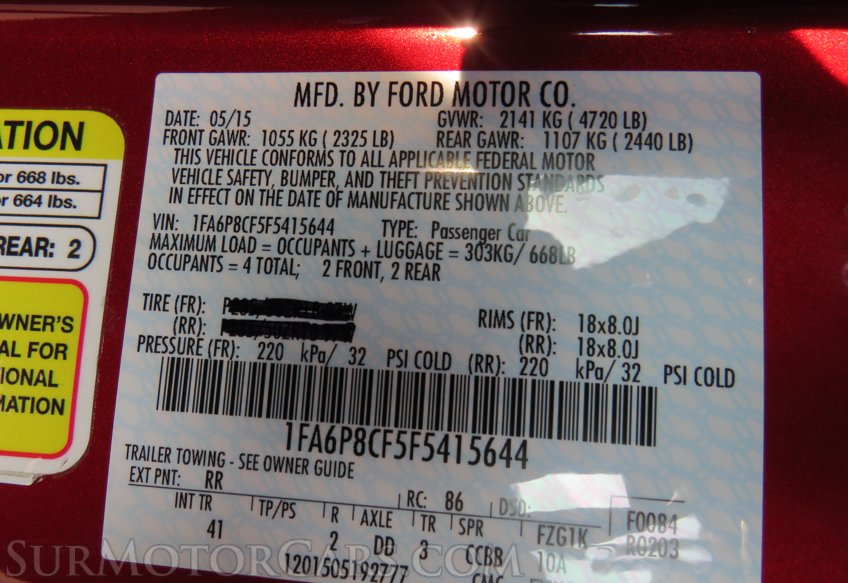 MFD. BY FORD MOTOR CO.
DATE: 05/15 GVWR: 2141 KG ( 4720 LB)
FRONT GAWR: 1055 KG ( 2325 LB) REAR GAWR: 1107 KG ( 2440 LB)
THIS VEHICLE CONFORMS TO ALL APPLICABLE FEDERAL MOTOR
VEHICLE SAFETY, BUMPER, AND THEFT PREVENTION STANDARDS
IN EFFECT ON THE DATE OF MANUFACTURE SHOWN ABOVE.
VIN: 1FA6P8CF5F5415644 TYPE: Passenger Car
MAXIMUM LOAD = OCCUPANTS + LUGGAGE = 303KG/ 668LB
OCCUPANTS = 4 TOTAL; 2 FRONT, 2 REAR
TIRE (FR): RIMS (FR): 18x8.0J
(RR): (RR): 18x8.0J
PRESSURE (FR): 220 kPa/ 32 PSI COLD (RR): 220 kPa/ 32 PSI COLD
1FA6P8CF5F5415644
TRAILER TOWING - SEE OWNER GUIDE
EXT PNT: RR RC: 86 DSO:
INT TR TP/PS R AXLE TR SPR FZG1K F0084
41 2 DD 3 CCBB 10A R0203
1201505192777
ATION
or 668 lbs.
or 664 lbs.
REAR: 2
WNER'S
AL FOR
TIONAL
MATION
SurMotorCars.com